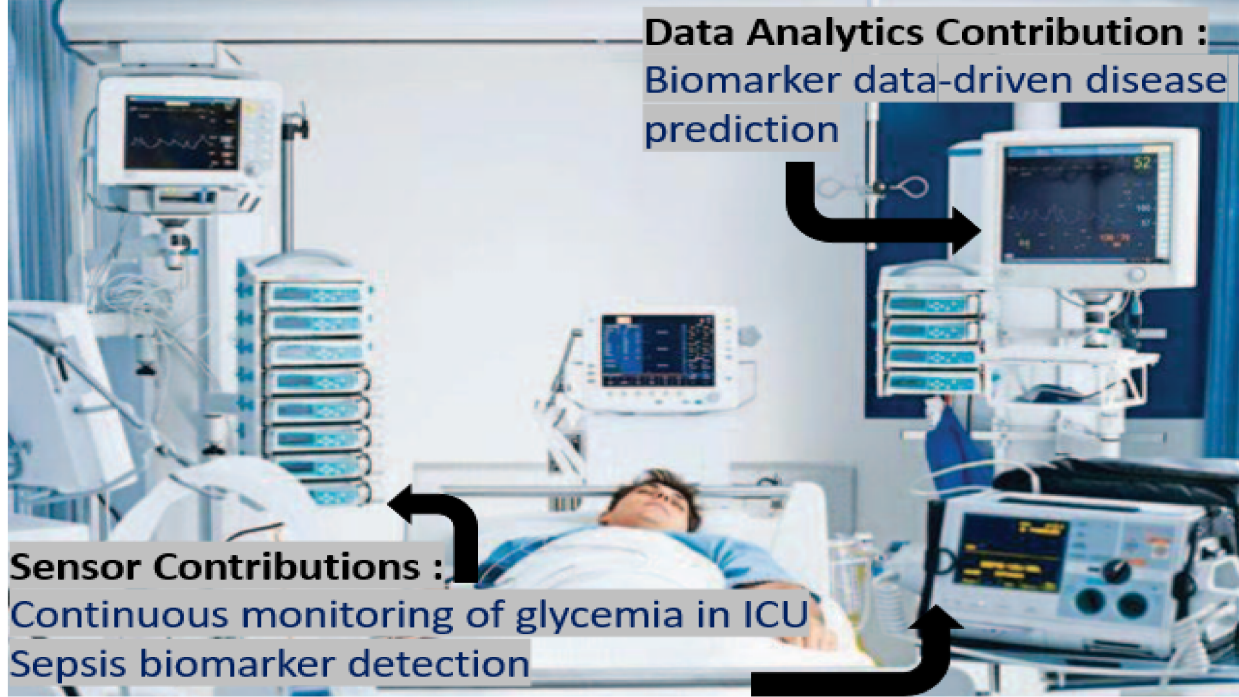 Data Analytics Contribution :
Biomarker data-driven disease
prediction
52
Sensor Contributions :
Continuous monitoring of glycemia in ICU
Sepsis biomarker detection